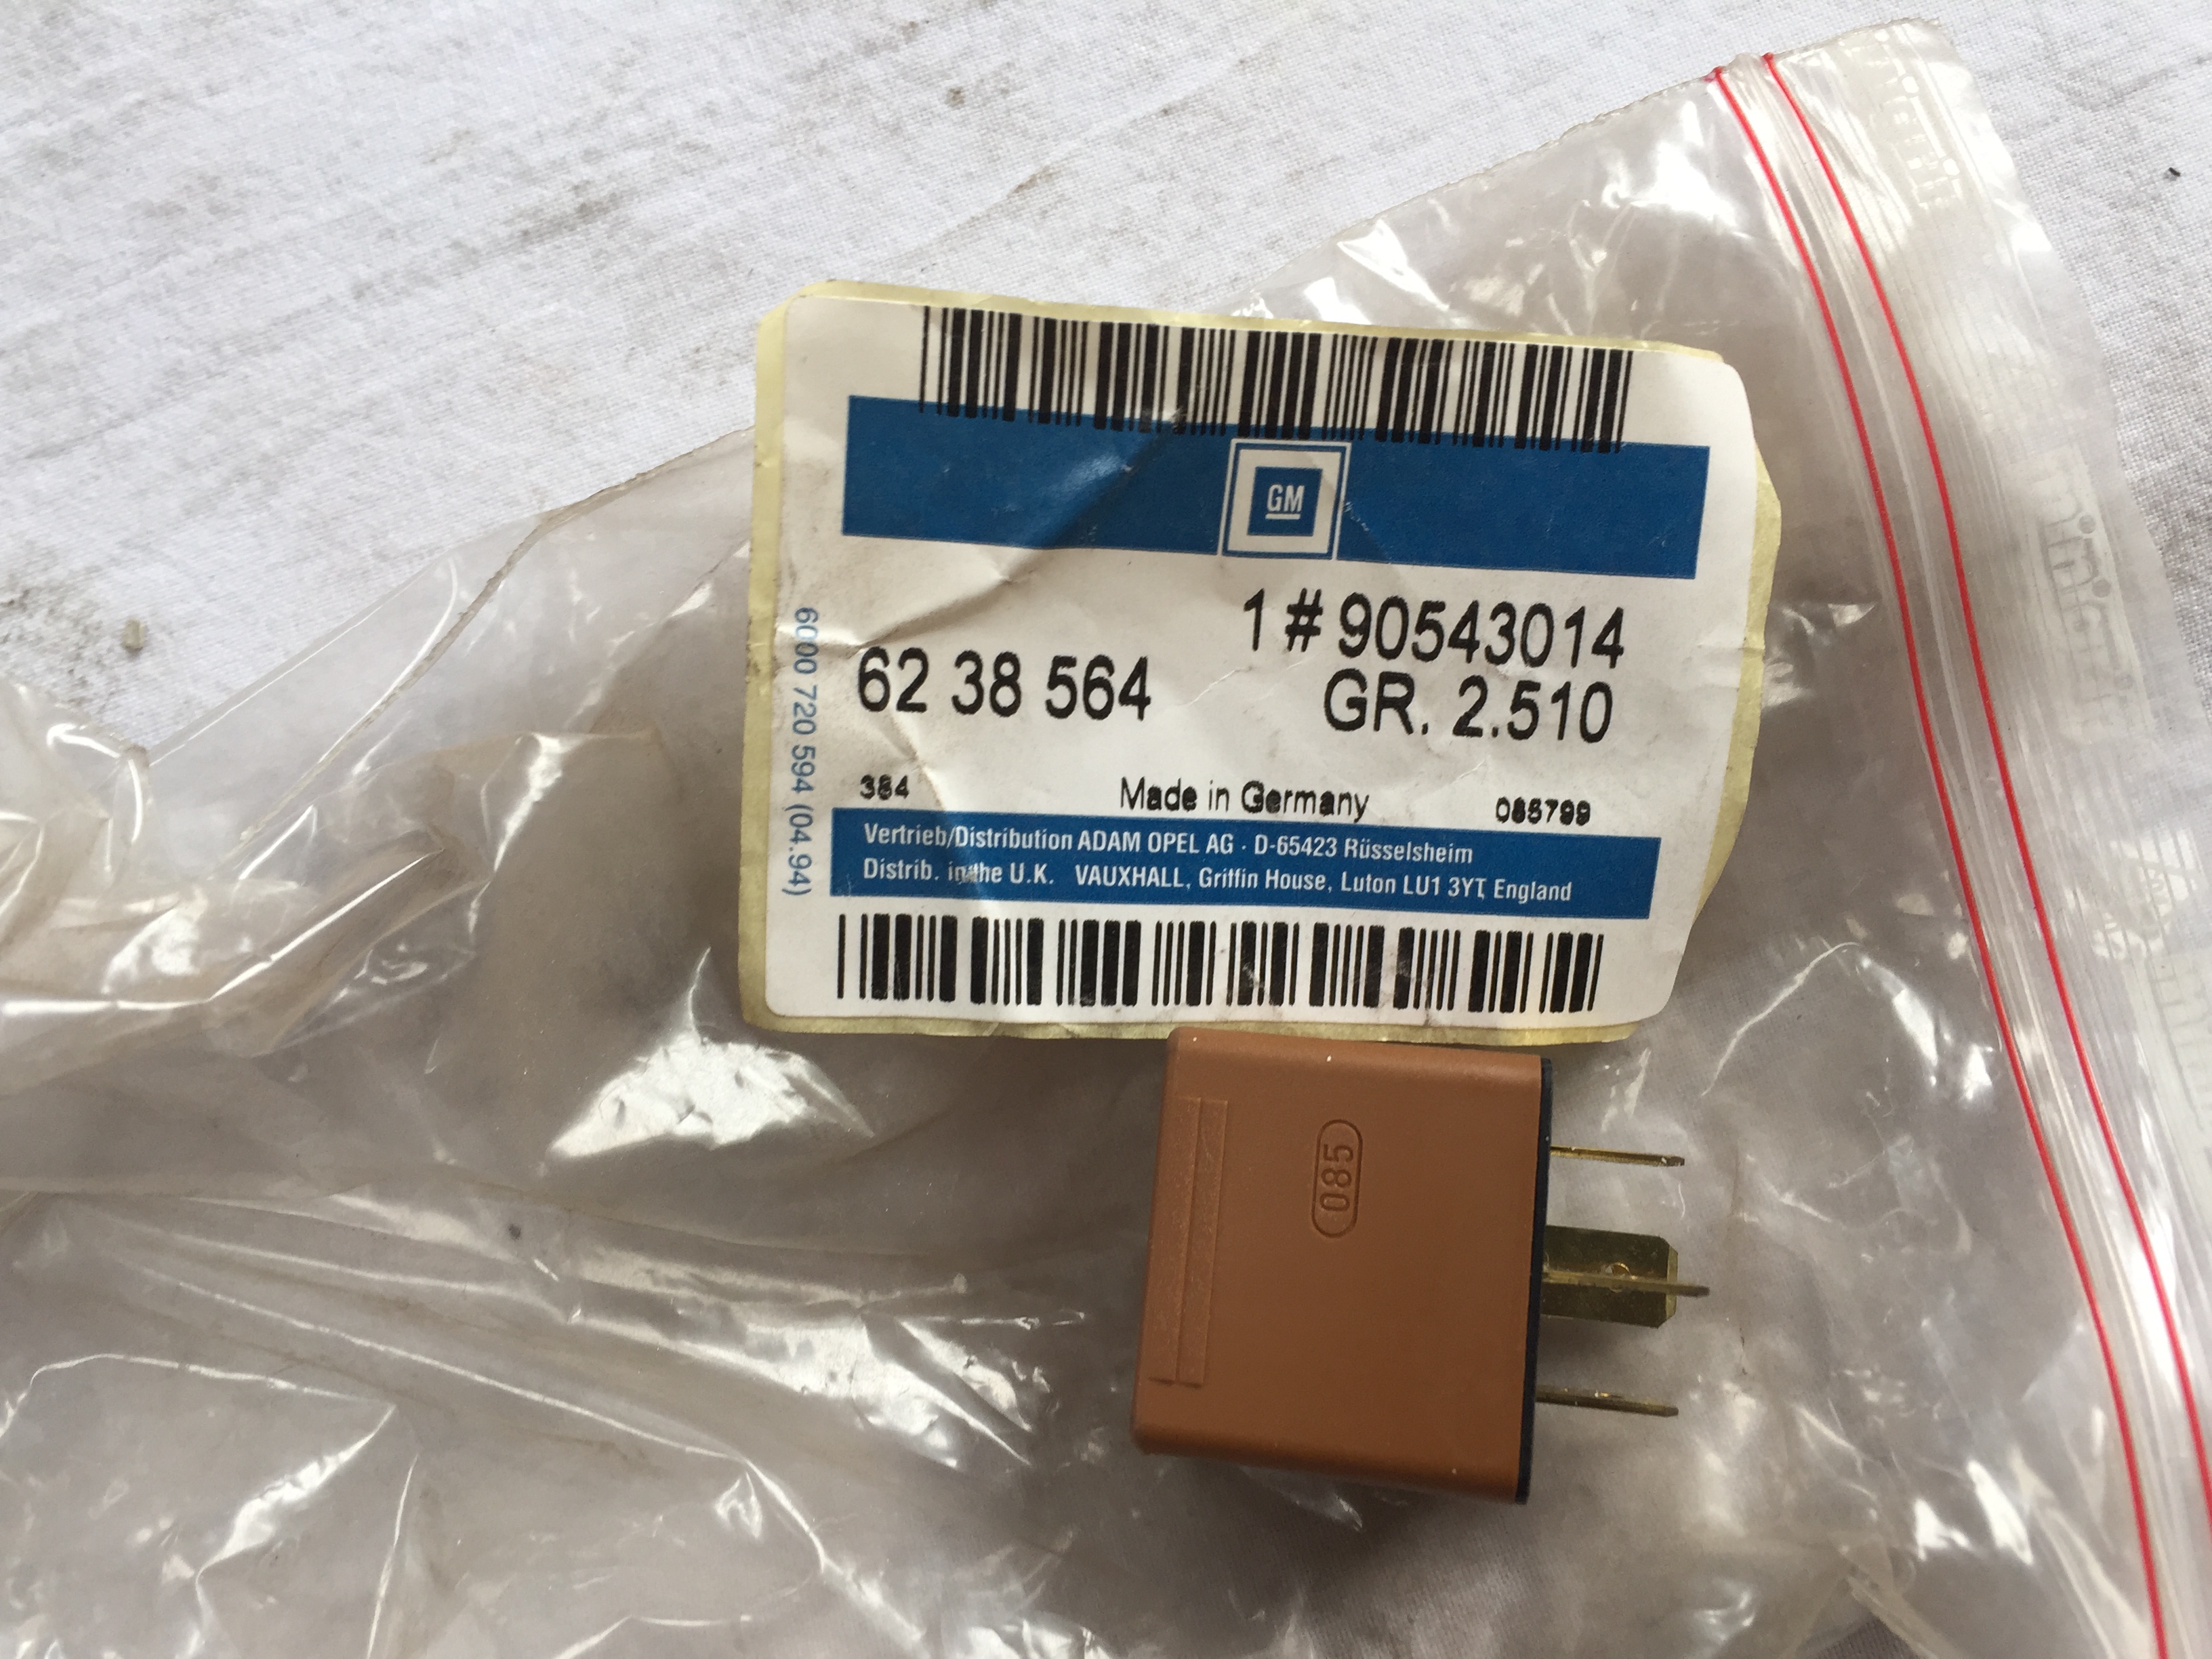 GM
1 # 90543014
62 38 564
GR. 2.510
384 Made in Germany 085799
Vertrieb/Distribution ADAM OPEL AG · D-65423 Rüsselsheim
Distrib. in the U.K. VAUXHALL, Griffin House, Luton LU1 3YT, England
6000 720 594 (04.94)
085